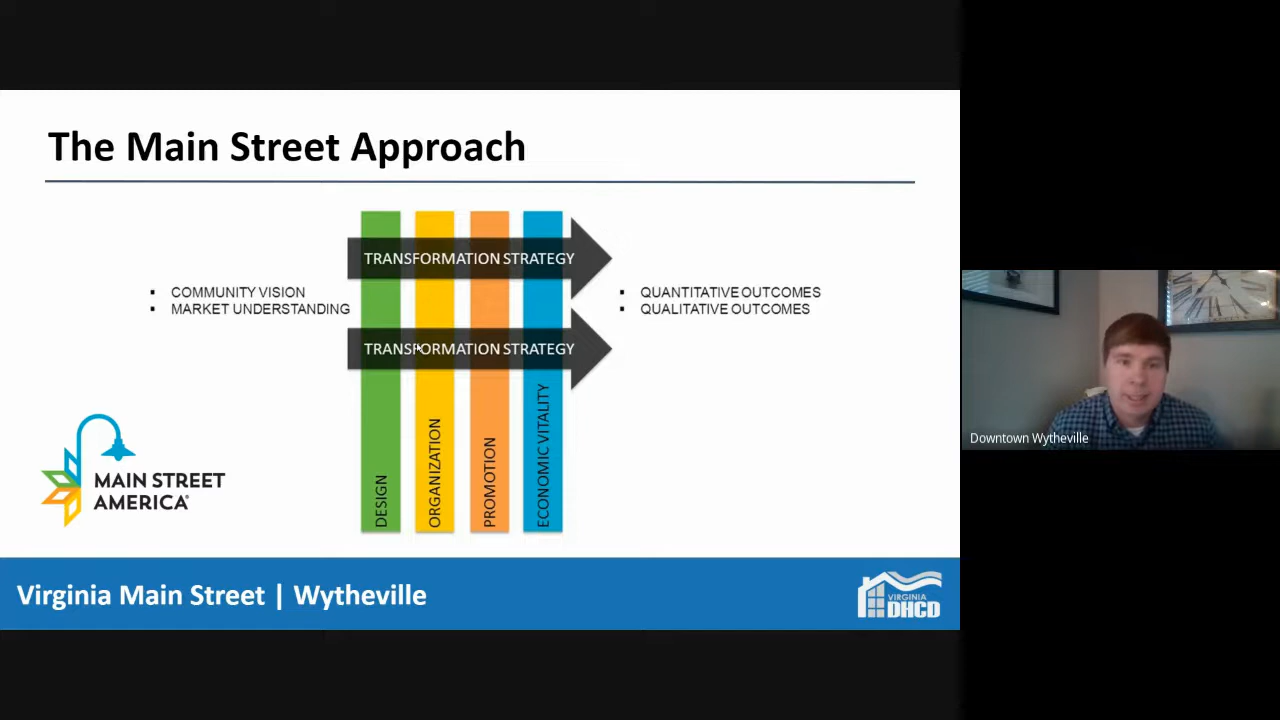 The Main Street Approach
TRANSFORMATION STRATEGY
▪ COMMUNITY VISION
▪ MARKET UNDERSTANDING
▪ QUANTITATIVE OUTCOMES
▪ QUALITATIVE OUTCOMES
TRANSFORMATION STRATEGY
DESIGN
ORGANIZATION
PROMOTION
ECONOMIC VITALITY
MAIN STREET
AMERICA®
Virginia Main Street | Wytheville
VIRGINIA
DHCD
Downtown Wytheville